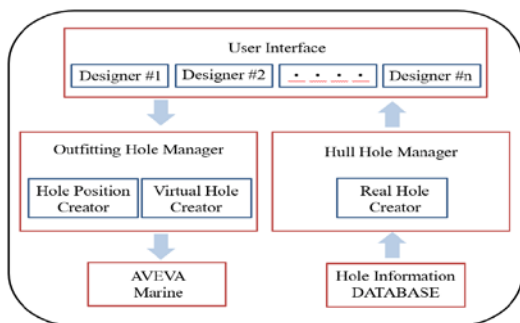 User Interface
Designer #1 Designer #2 . . . . Designer #n
Outfitting Hole Manager
Hole Position
Creator
Virtual Hole
Creator
Hull Hole Manager
Real Hole
Creator
AVEVA
Marine
Hole Information
DATABASE